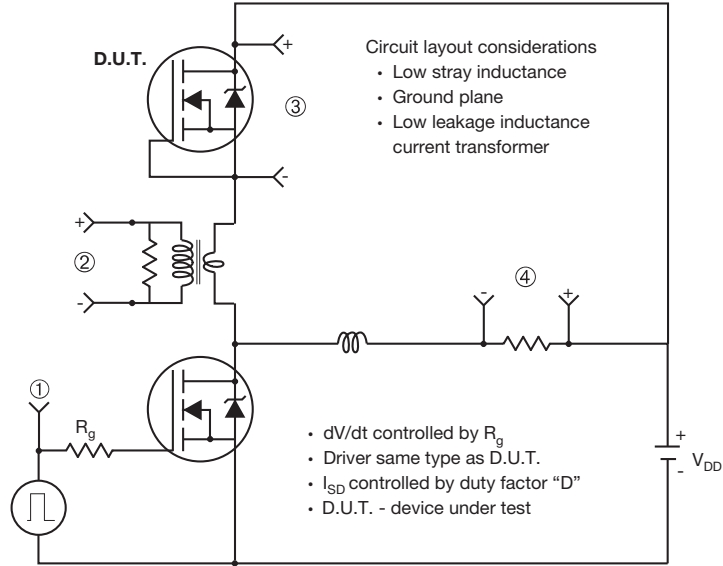 D.U.T.
+
-
③
Circuit layout considerations
• Low stray inductance
• Ground plane
• Low leakage inductance
current transformer
+
②
-
④
-
+
①
R_g
+
V_DD
-
• dV/dt controlled by R_g
• Driver same type as D.U.T.
• I_SD controlled by duty factor “D”
• D.U.T. - device under test